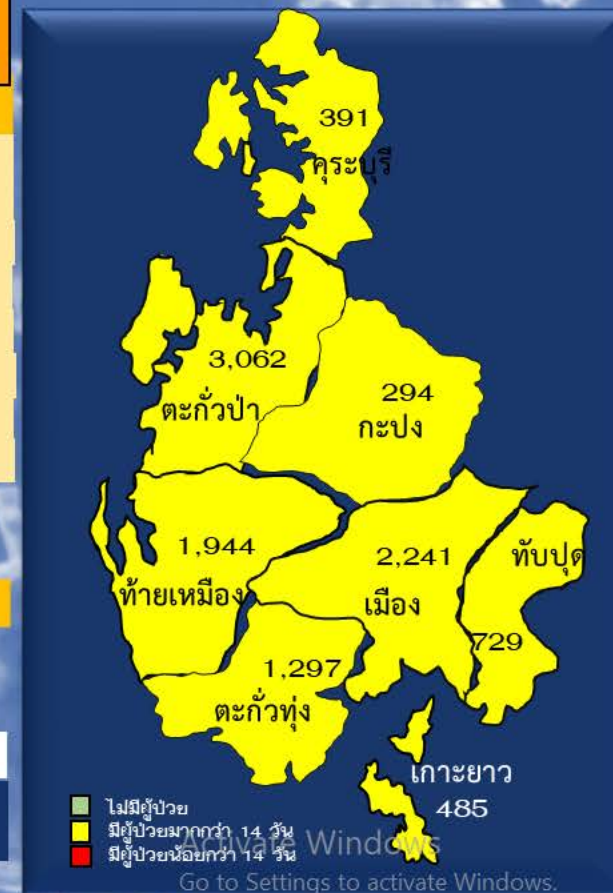 391
คุระบุรี
3,062
ตะกั่วป่า
294
กะปง
1,944
ท้ายเหมือง
2,241
เมือง
ทับปุด
729
1,297
ตะกั่วทุ่ง
เกาะยาว
485
ไม่มีผู้ป่วย
มีผู้ป่วยมากกว่า 14 วัน
มีผู้ป่วยน้อยกว่า 14 วัน
Activate Windows
Go to Settings to activate Windows.